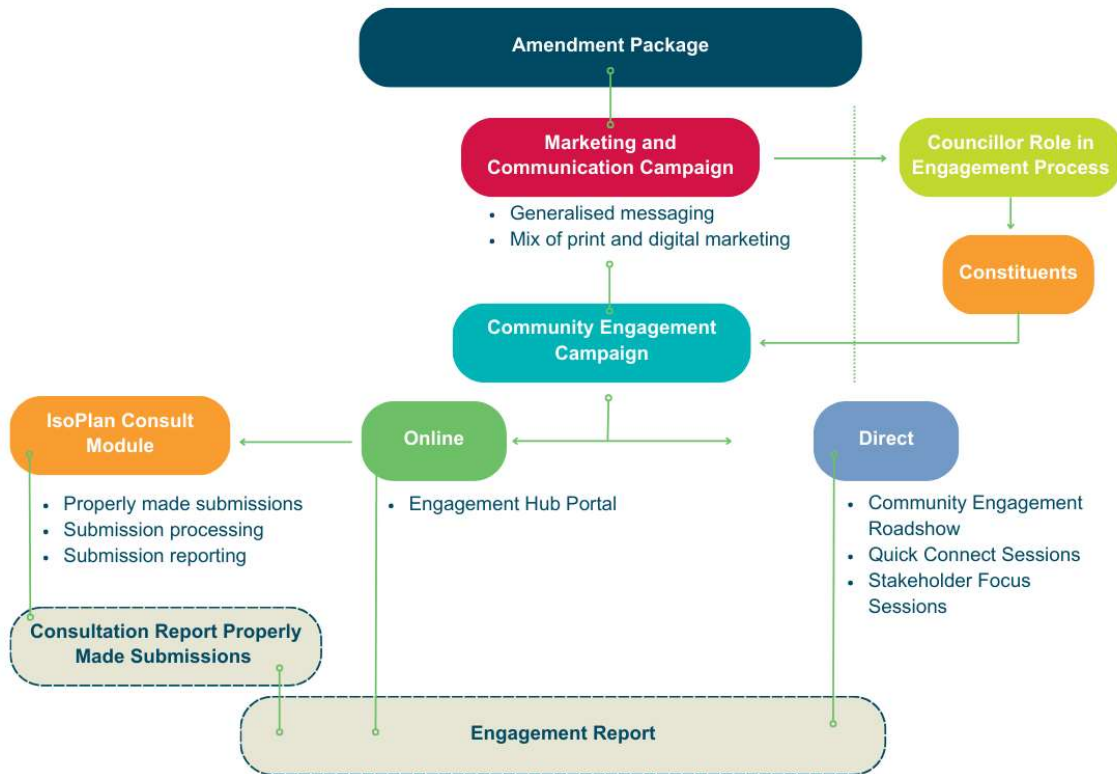 Amendment Package
Marketing and
Communication Campaign
Councillor Role in
Engagement Process
• Generalised messaging
• Mix of print and digital marketing
Constituents
Community Engagement
Campaign
IsoPlan Consult
Module
Online
Direct
• Properly made submissions
• Submission processing
• Submission reporting
• Engagement Hub Portal
• Community Engagement
Roadshow
• Quick Connect Sessions
• Stakeholder Focus
Sessions
Consultation Report Properly
Made Submissions
Engagement Report